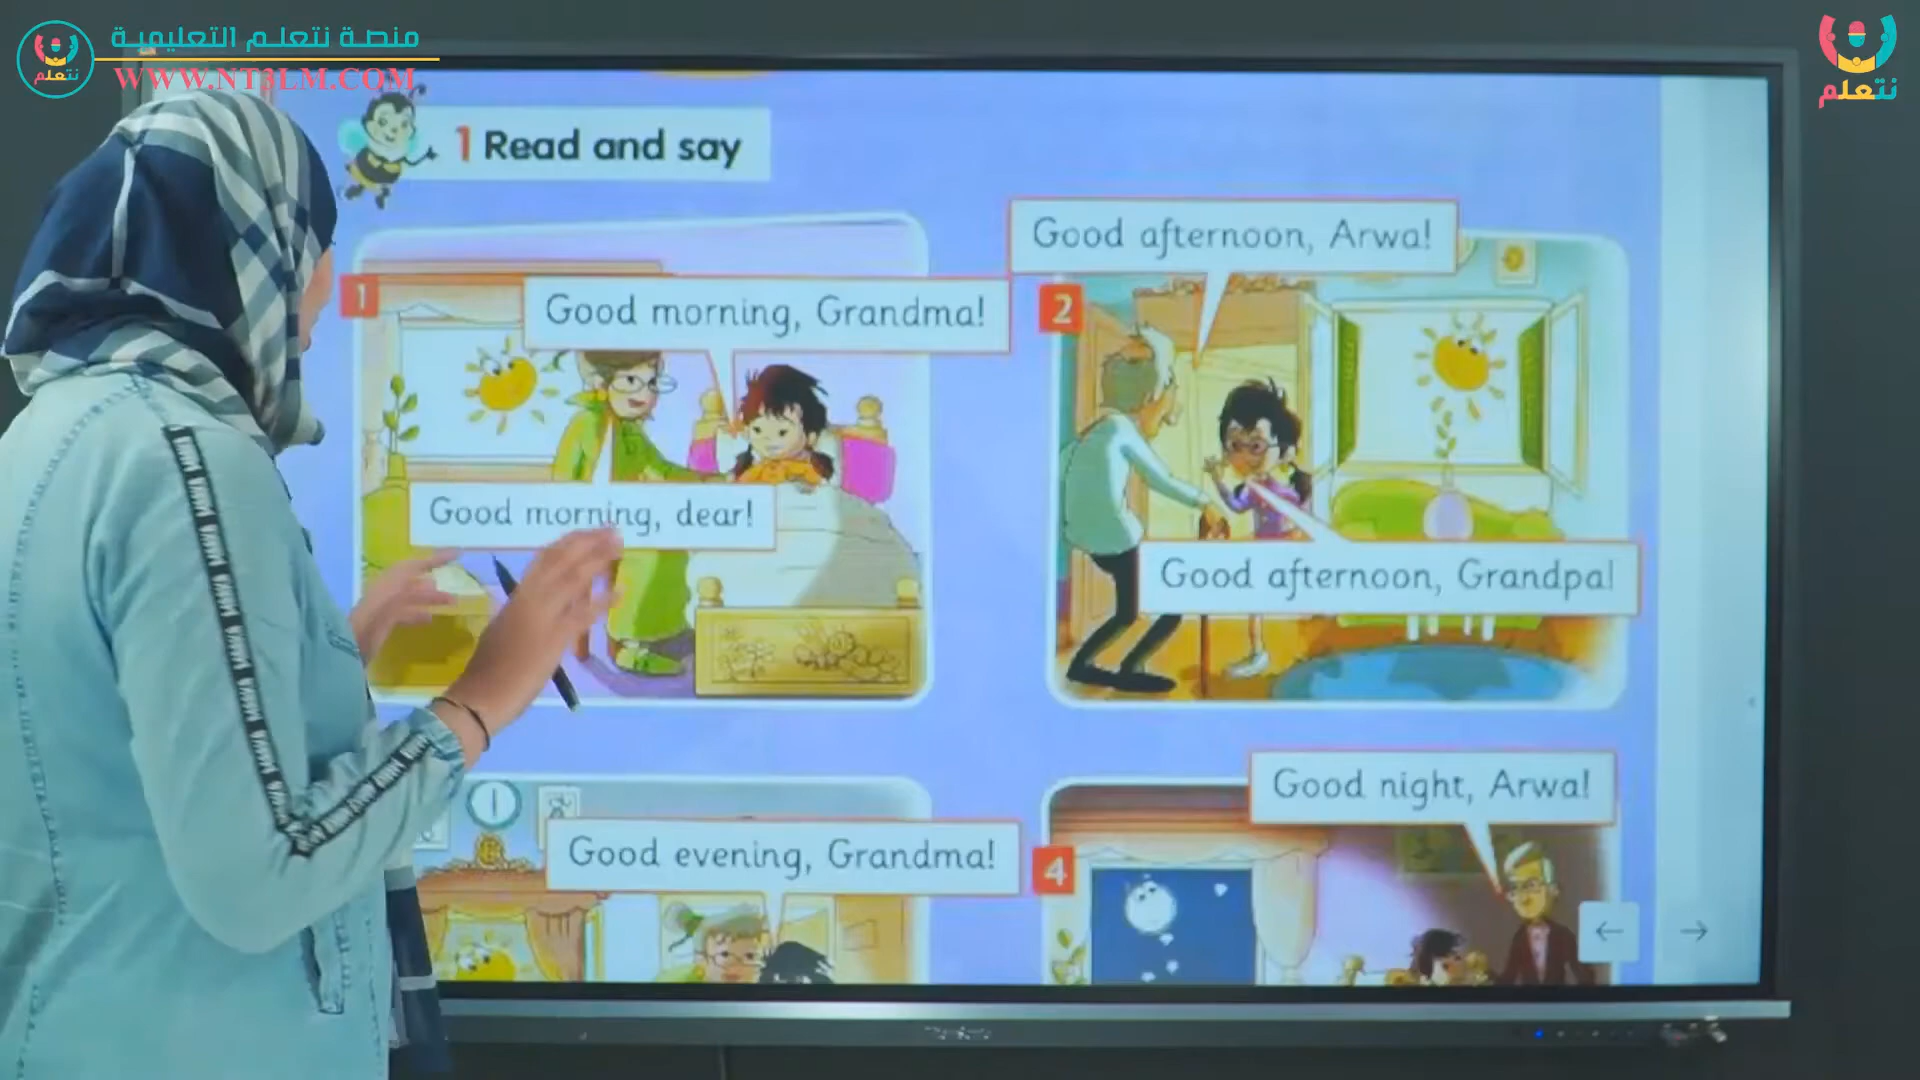 منصة نتعلم التعليمية
WWW.NT3LM.COM
نتعلم
نتعلم
1 Read and say
1
Good morning, Grandma!
Good morning, dear!
2
Good afternoon, Arwa!
Good afternoon, Grandpa!
Good evening, Grandma!
4
Good night, Arwa!